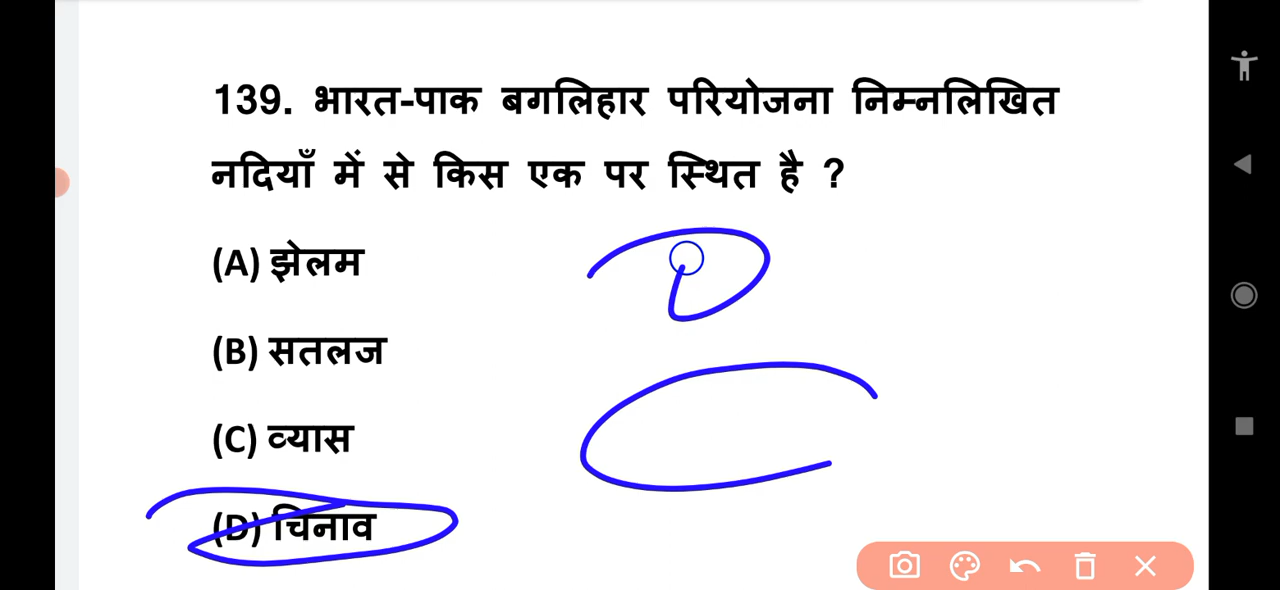 139. भारत-पाक बगलिहार परियोजना निम्नलिखित
नदियाँ में से किस एक पर स्थित है ?
(A) झेलम
(B) सतलज
(C) व्यास
(D) चिनाव